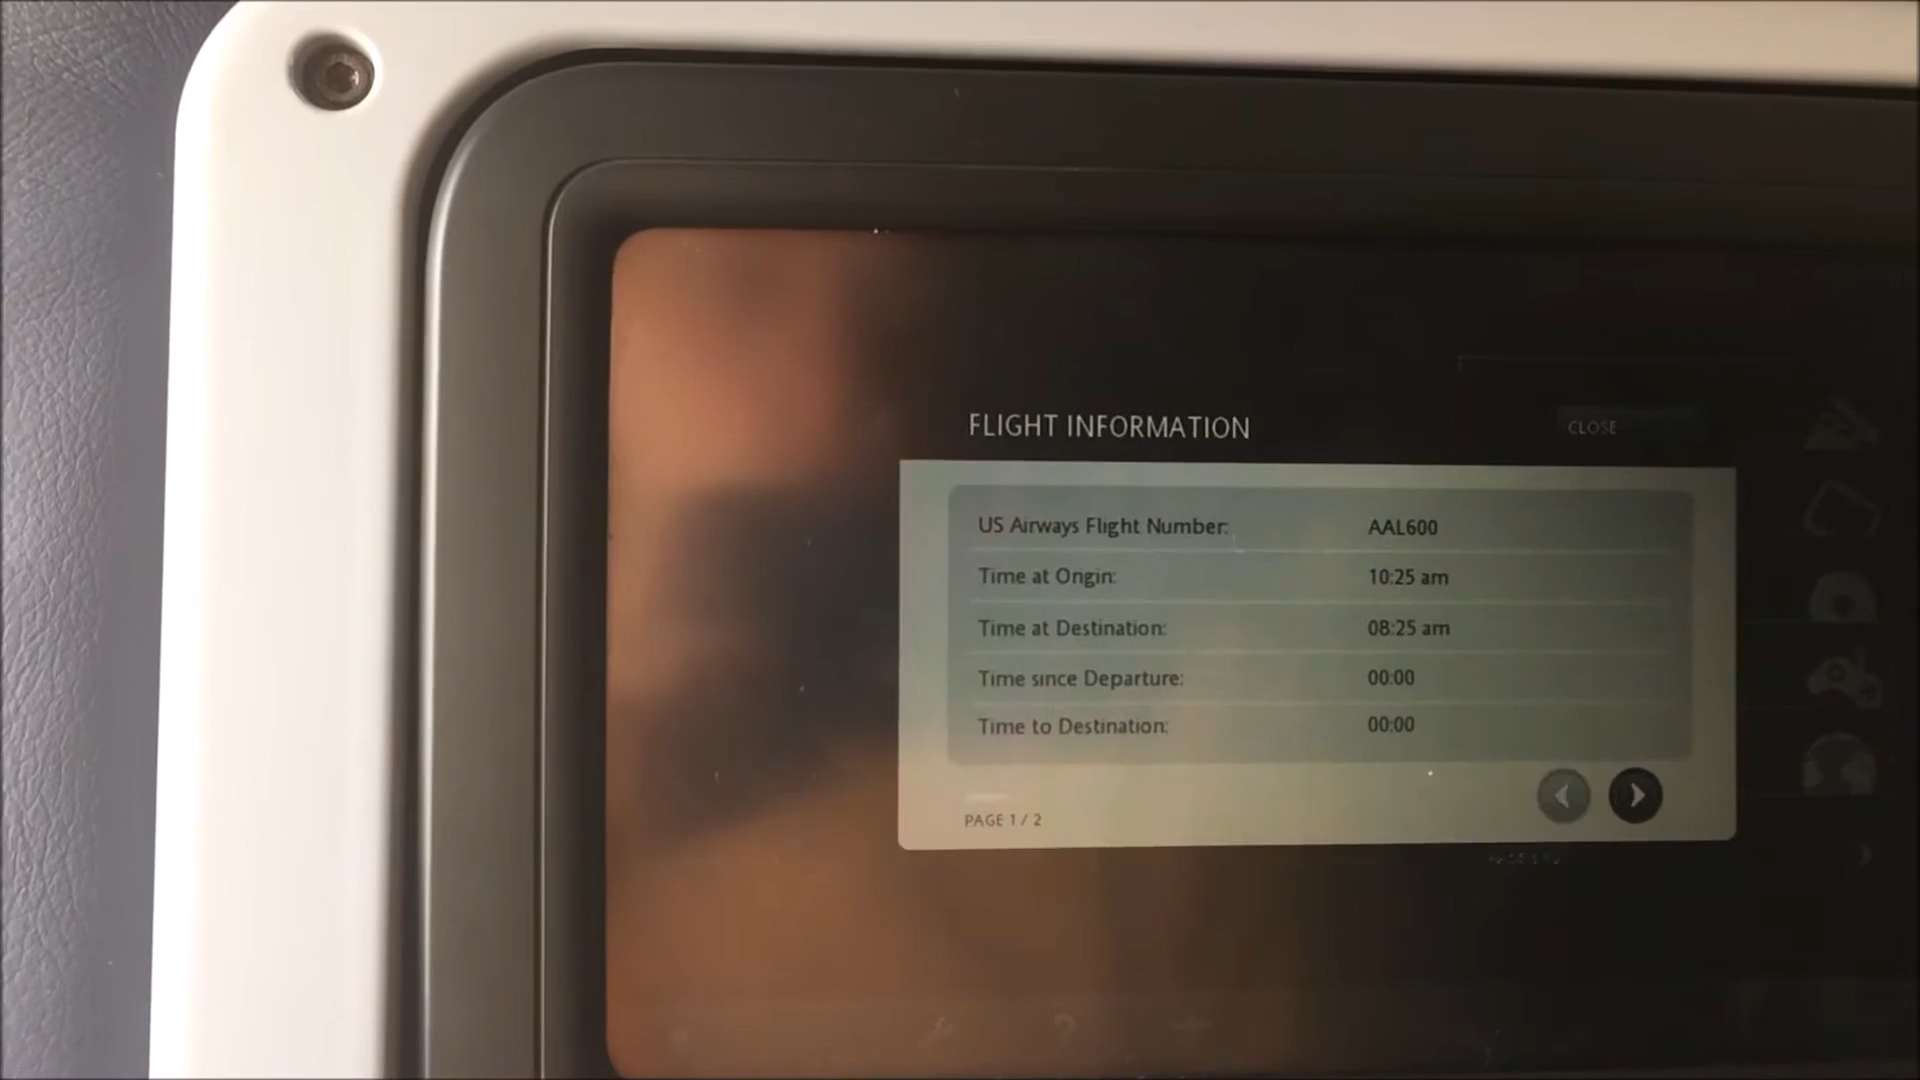 FLIGHT INFORMATION
CLOSE
US Airways Flight Number: AAL600
Time at Origin: 10:25 am
Time at Destination: 08:25 am
Time since Departure: 00:00
Time to Destination: 00:00
PAGE 1 / 2